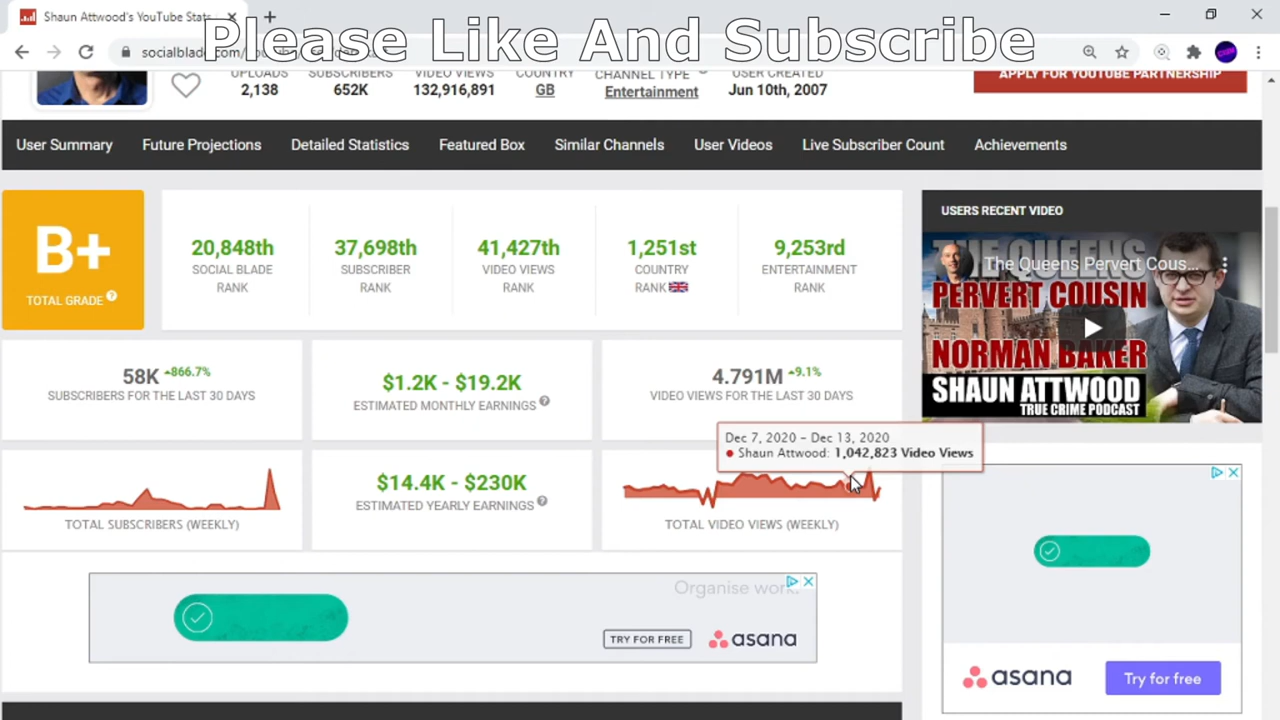 Shaun Attwood's YouTube Stats
Please Like And Subscribe
socialblade.com/
UPLOADS
2,138
SUBSCRIBERS
652K
VIDEO VIEWS
132,916,891
COUNTRY
GB
CHANNEL TYPE
Entertainment
USER CREATED
Jun 10th, 2007
APPLY FOR YOUTUBE PARTNERSHIP
User Summary
Future Projections
Detailed Statistics
Featured Box
Similar Channels
User Videos
Live Subscriber Count
Achievements
B+
TOTAL GRADE
20,848th
SOCIAL BLADE
RANK
37,698th
SUBSCRIBER
RANK
41,427th
VIDEO VIEWS
RANK
1,251st
COUNTRY
RANK
9,253rd
ENTERTAINMENT
RANK
USERS RECENT VIDEO
The Queens Pervert Cous...
THE QUEENS
PERVERT COUSIN
NORMAN BAKER
SHAUN ATTWOOD
TRUE CRIME PODCAST
58K 866.7%
SUBSCRIBERS FOR THE LAST 30 DAYS
$1.2K - $19.2K
ESTIMATED MONTHLY EARNINGS
4.791M 9.1%
VIDEO VIEWS FOR THE LAST 30 DAYS
Dec 7, 2020 – Dec 13, 2020
Shaun Attwood: 1,042,823 Video Views
TOTAL SUBSCRIBERS (WEEKLY)
$14.4K - $230K
ESTIMATED YEARLY EARNINGS
TOTAL VIDEO VIEWS (WEEKLY)
Organise work.
TRY FOR FREE
asana
asana
Try for free